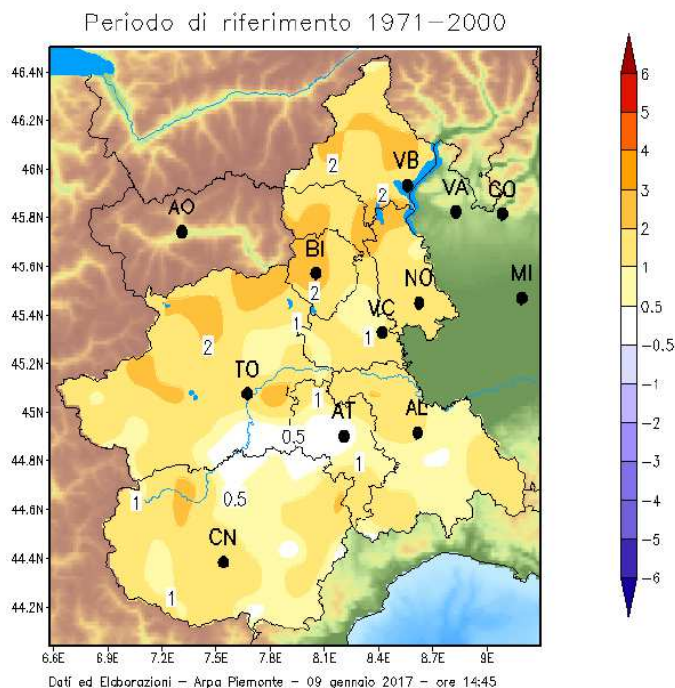 Periodo di riferimento 1971−2000
46.4N
46.2N
46N
45.8N
45.6N
45.4N
45.2N
45N
44.8N
44.6N
44.4N
44.2N
6.6E 6.9E 7.2E 7.5E 7.8E 8.1E 8.4E 8.7E 9E
AO
VB
VA
CO
BI
NO
MI
VC
TO
AT
AL
CN
2
2
2
2
1
1
1
0.5
1
0.5
1
1
6
5
4
3
2
1
0.5
−0.5
−1
−2
−3
−4
−5
−6
Dati ed Elaborazioni − Arpa Piemonte − 09 gennaio 2017 − ore 14:45